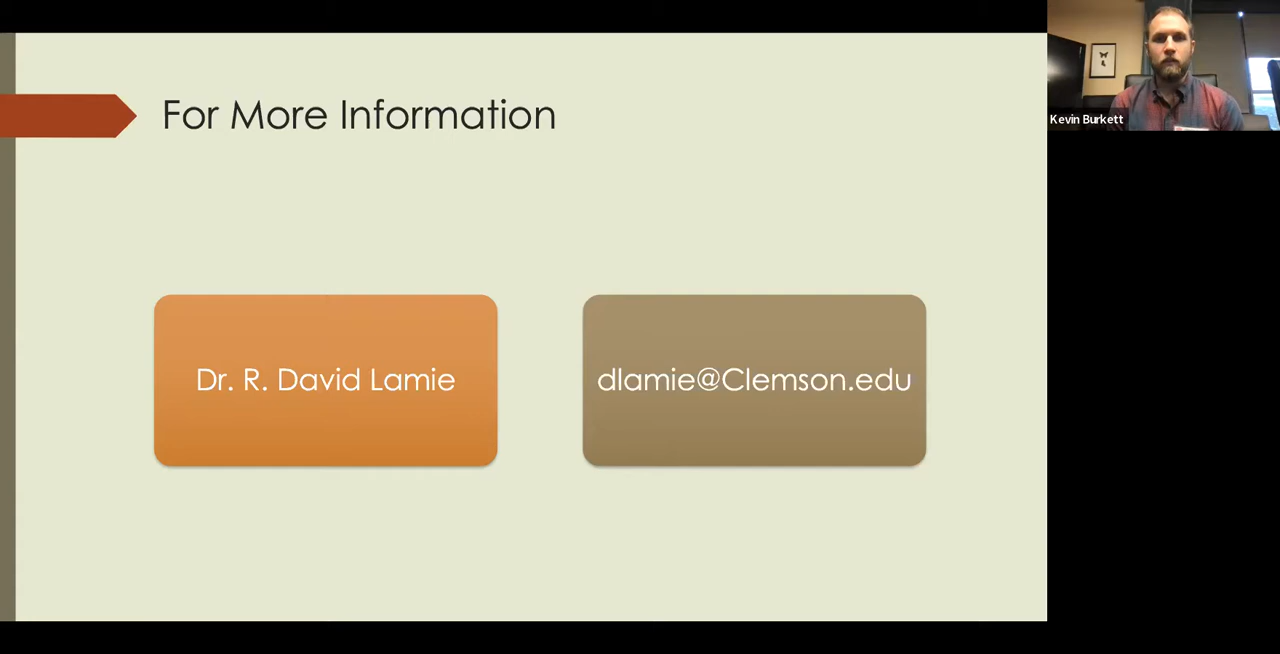 For More Information
Kevin Burkett
Dr. R. David Lamie
dlamie@Clemson.edu